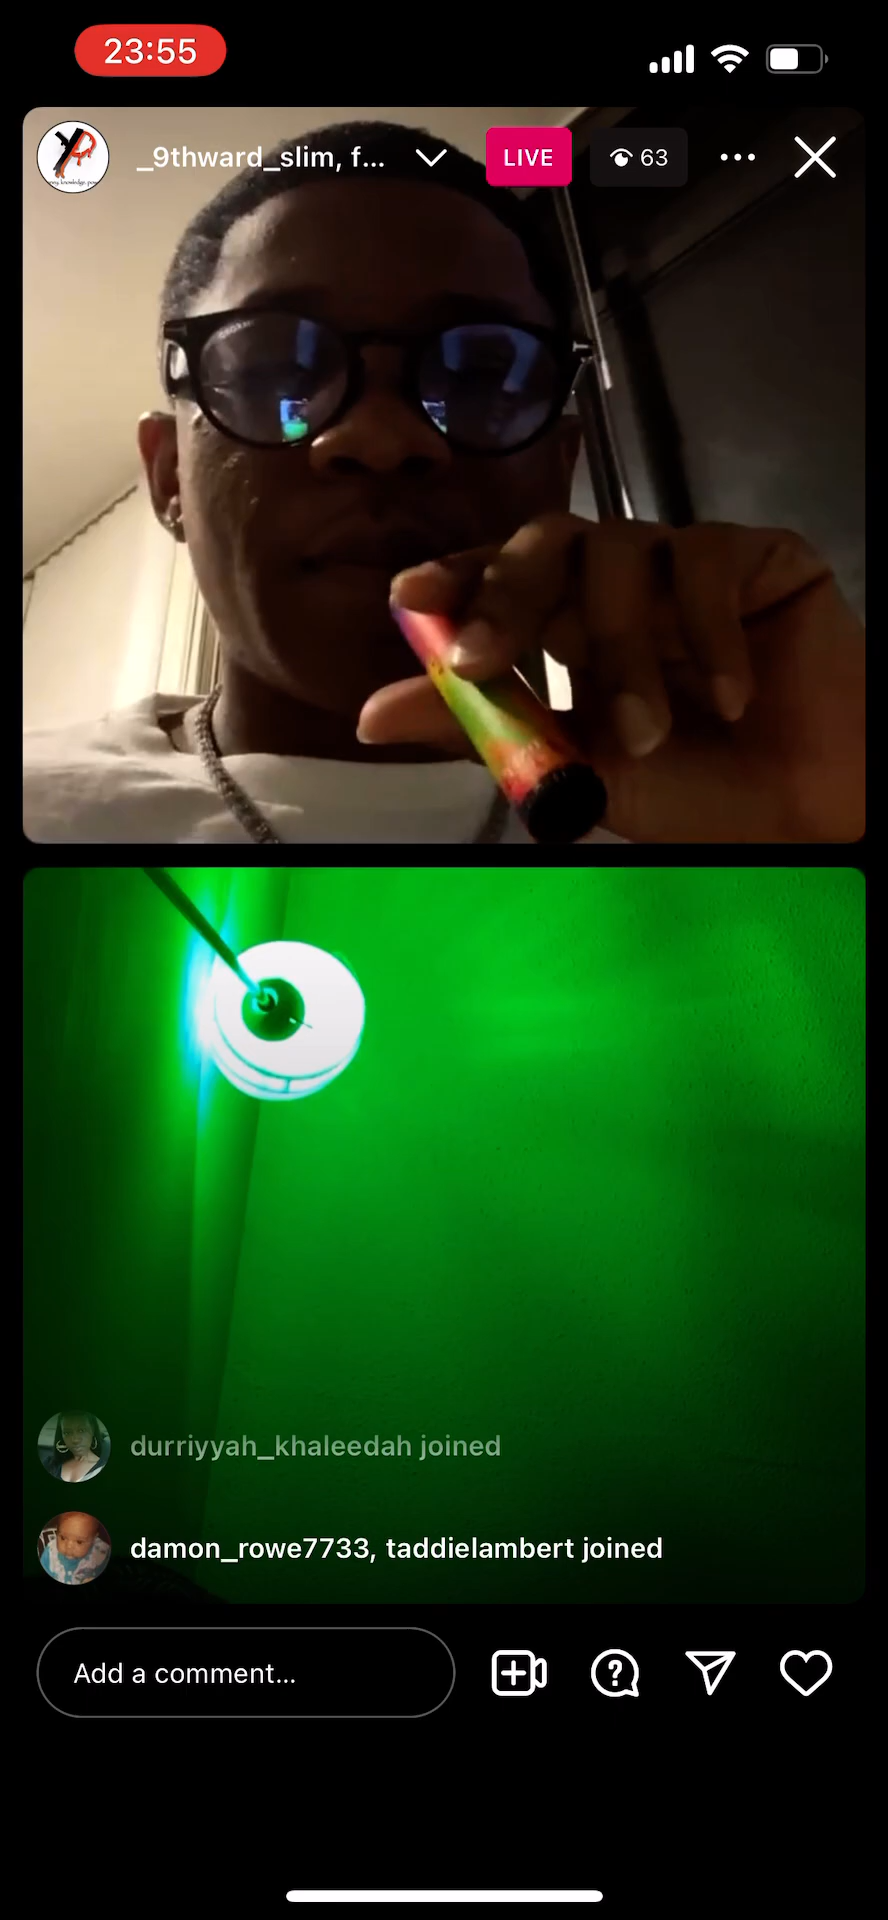 23:55
_9thward_slim, f...
LIVE
63
durriyyah_khaleedah joined
damon_rowe7733, taddielambert joined
Add a comment...